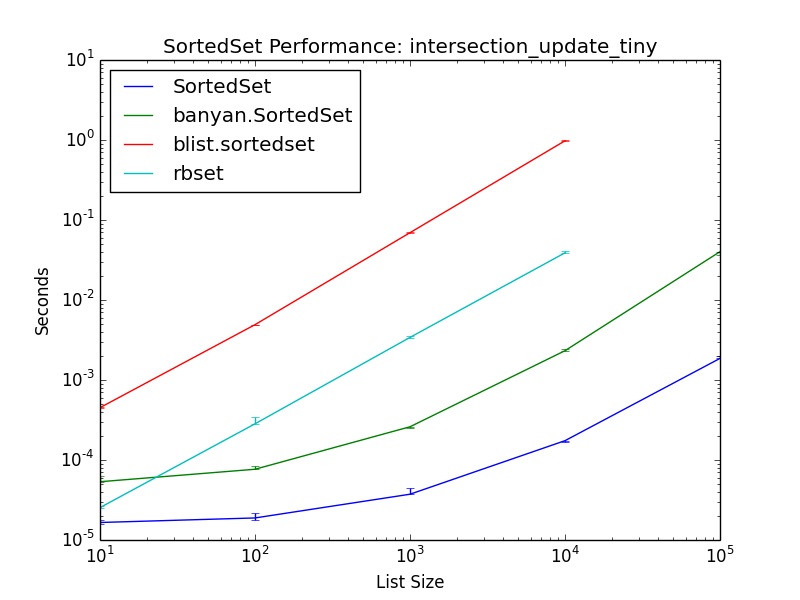 SortedSet Performance: intersection_update_tiny
10^1
SortedSet
banyan.SortedSet
blist.sortedset
rbset
10^0
10^-1
10^-2
10^-3
10^-4
10^-5
Seconds
10^1 10^2 10^3 10^4 10^5
List Size